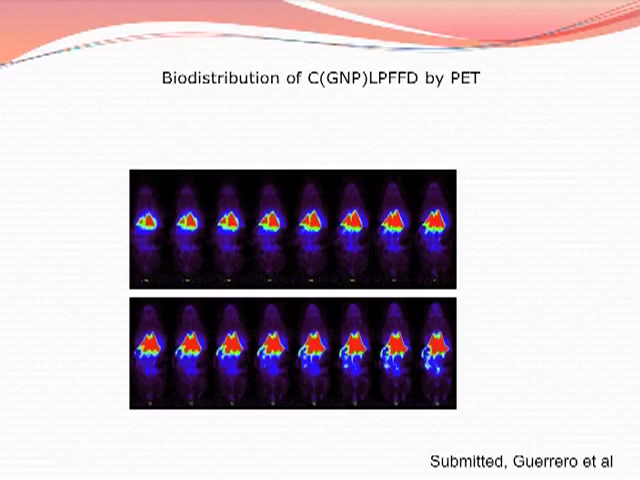 Biodistribution of C(GNP)LPFFD by PET
Submitted, Guerrero et al